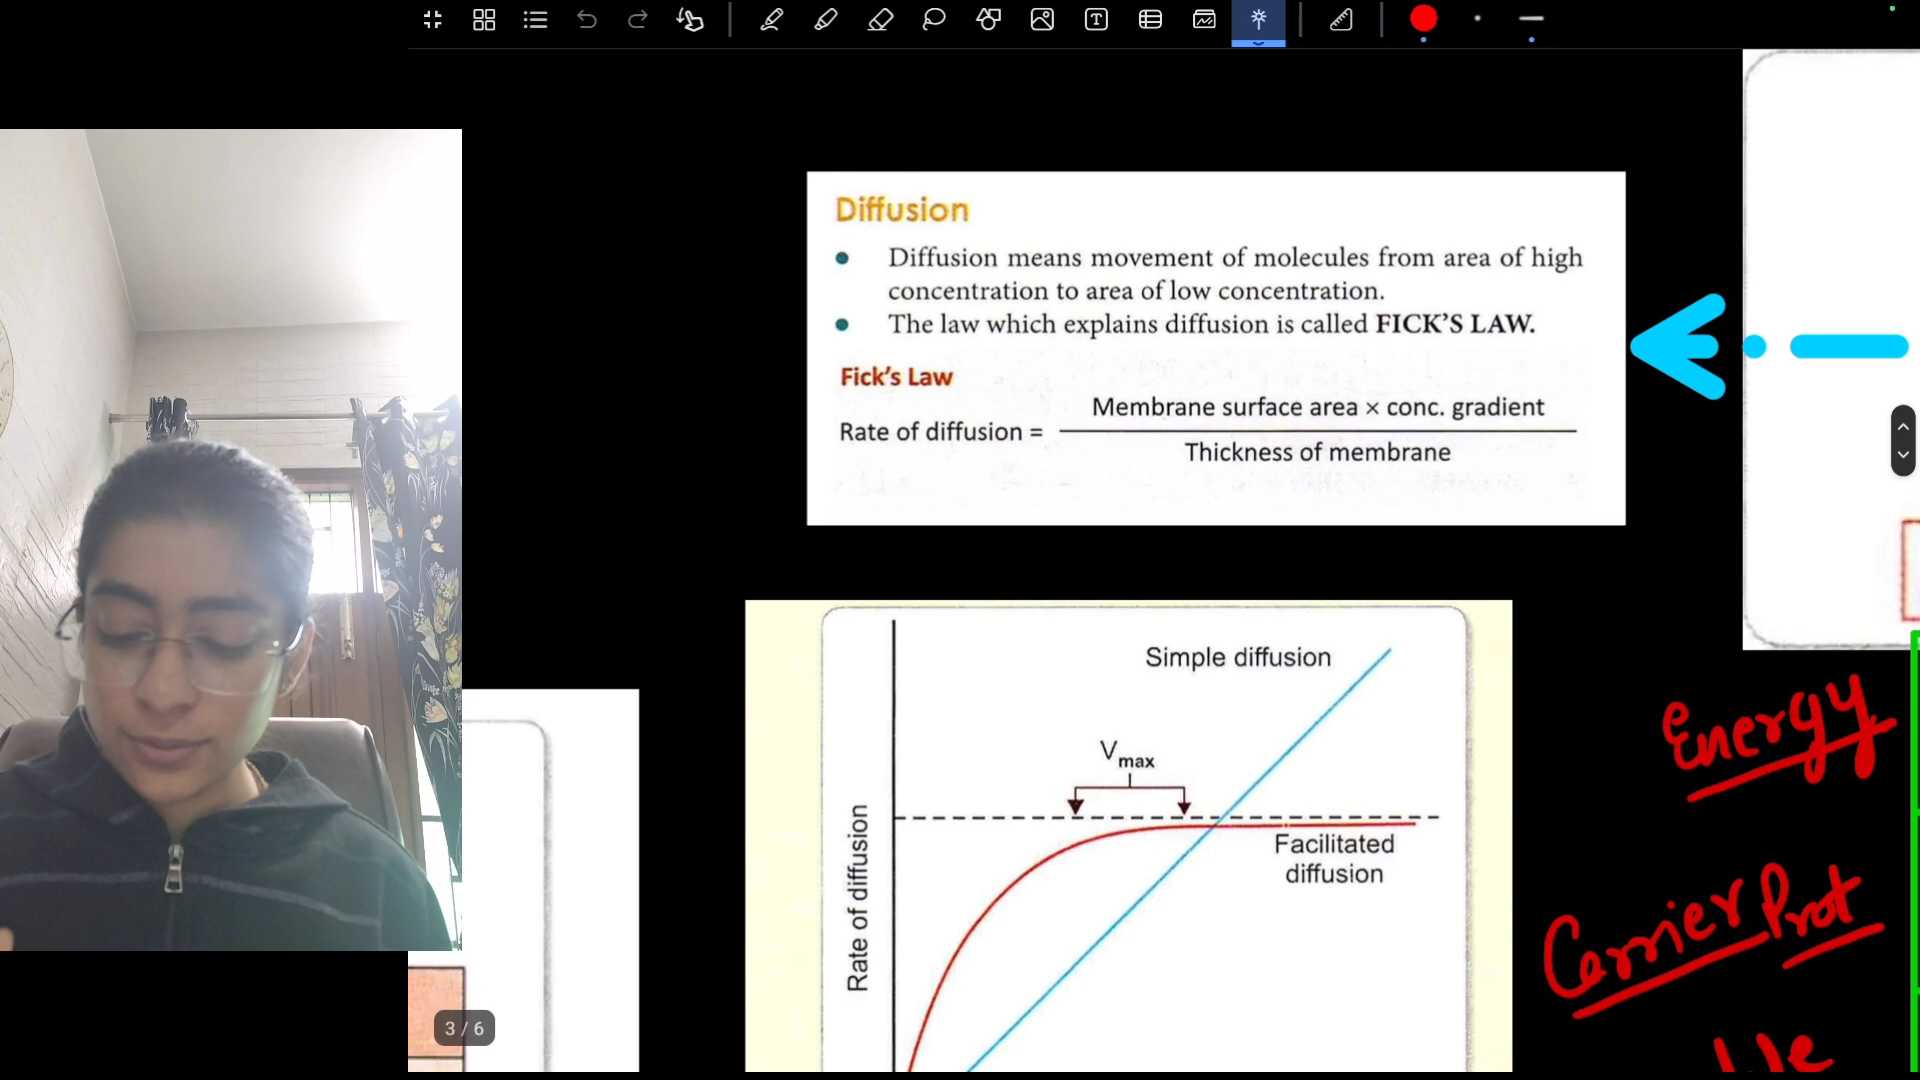 Diffusion
Diffusion means movement of molecules from area of high
concentration to area of low concentration.
The law which explains diffusion is called FICK'S LAW.
Fick's Law
Rate of diffusion = Membrane surface area × conc. gradient
Thickness of membrane
Simple diffusion
Vmax
Facilitated
diffusion
Rate of diffusion
Energy
Carrier Prot
3 / 6